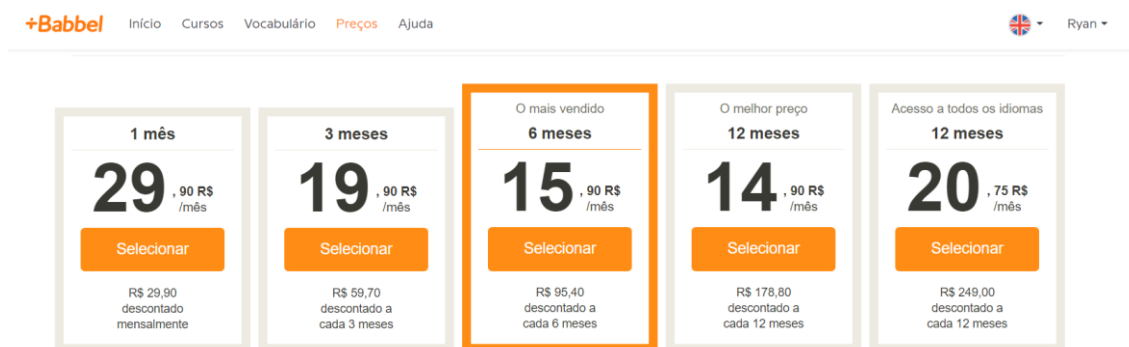 +Babbel Início Cursos Vocabulário Preços Ajuda Ryan
1 mês
29 , 90 R$
/mês
Selecionar
R$ 29,90
descontado
mensalmente
3 meses
19 , 90 R$
/mês
Selecionar
R$ 59,70
descontado a
cada 3 meses
O mais vendido
6 meses
15 , 90 R$
/mês
Selecionar
R$ 95,40
descontado a
cada 6 meses
O melhor preço
12 meses
14 , 90 R$
/mês
Selecionar
R$ 178,80
descontado a
cada 12 meses
Acesso a todos os idiomas
12 meses
20 , 75 R$
/mês
Selecionar
R$ 249,00
descontado a
cada 12 meses